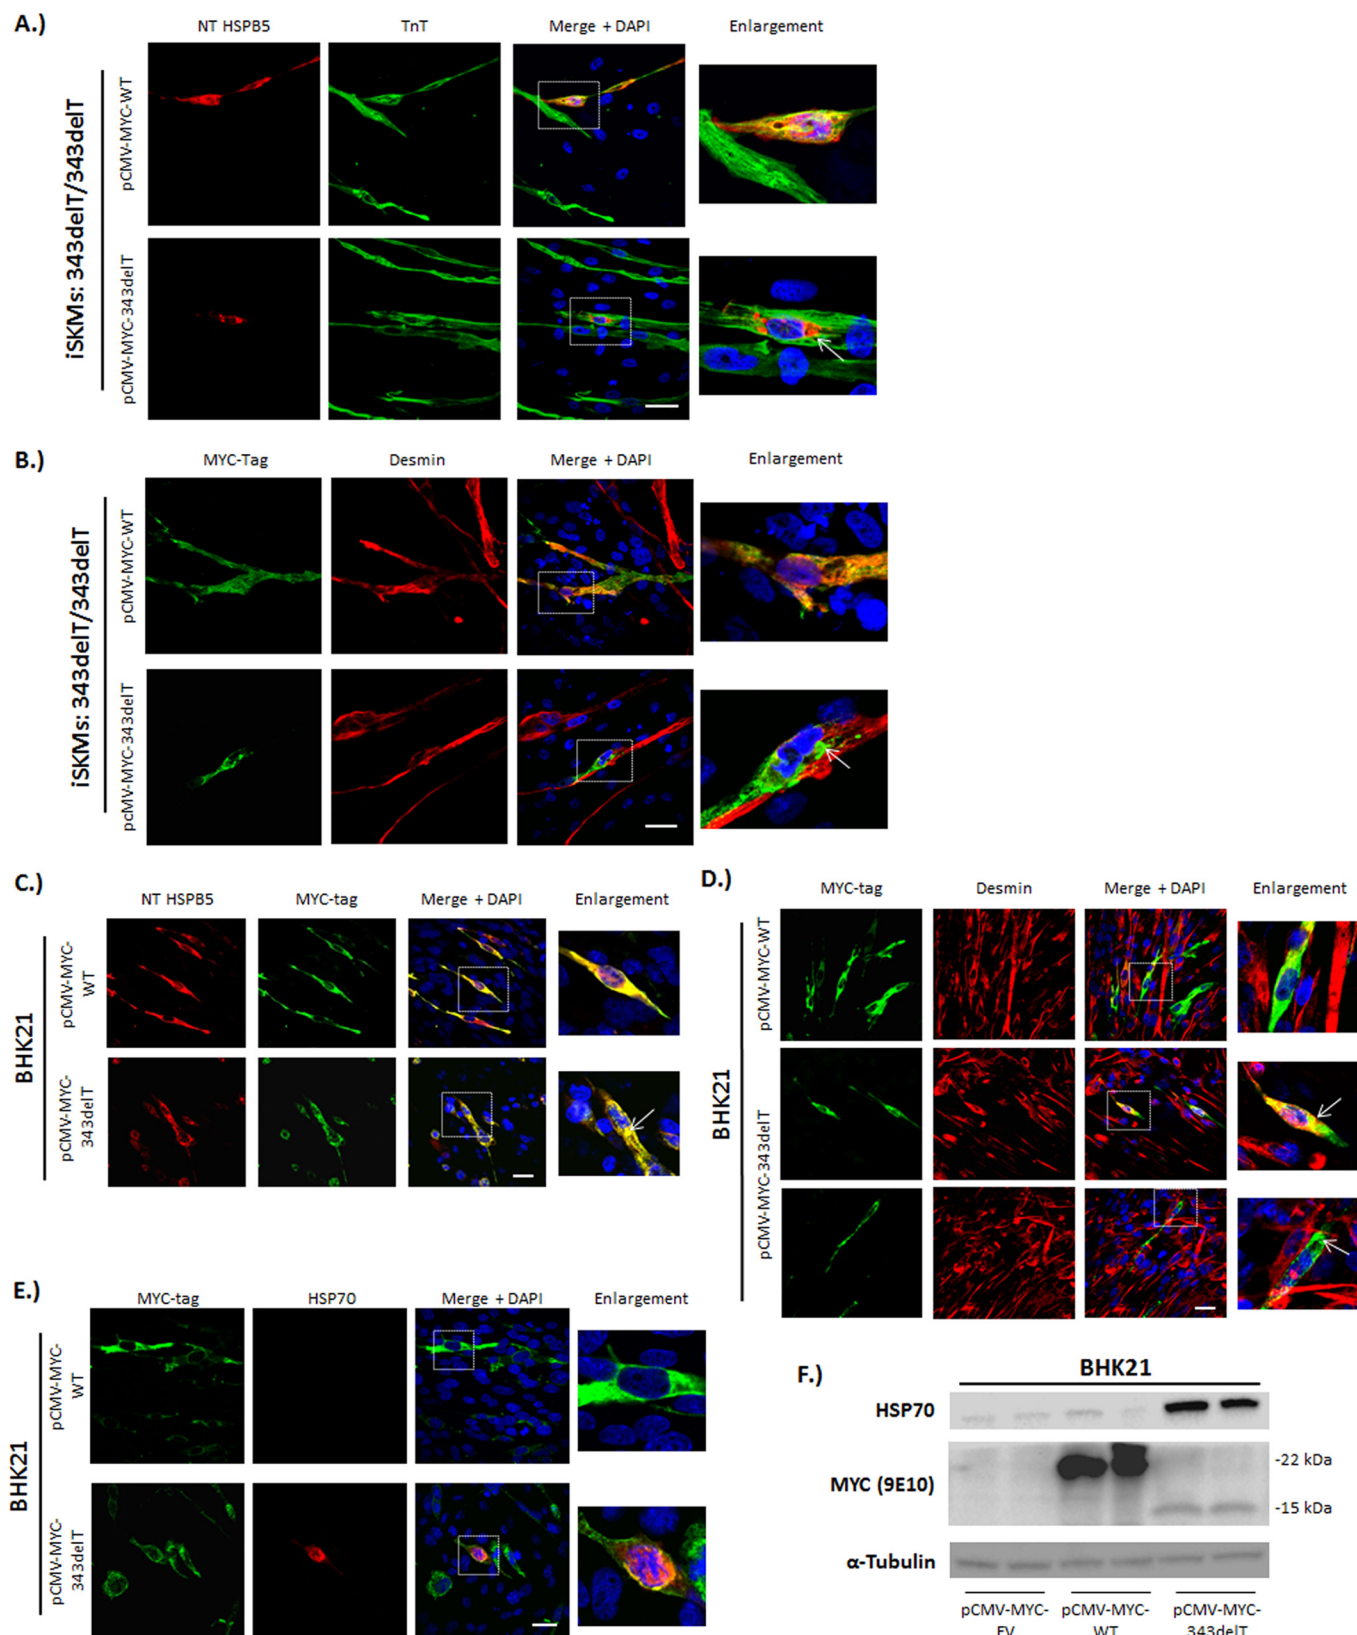 A.)
NT HSPB5 TnT Merge + DAPI Enlargement
iSKMs: 343delT/343delT
pCMV-MYC-WT
pCMV-MYC-343delT
B.)
MYC-Tag Desmin Merge + DAPI Enlargement
iSKMs: 343delT/343delT
pCMV-MYC-WT
pcMV-MYC-343delT
C.)
NT HSPB5 MYC-tag Merge + DAPI Enlargement
BHK21
pCMV-MYC-
WT
pCMV-MYC-
343delT
D.)
MYC-tag Desmin Merge + DAPI Enlargement
BHK21
pCMV-MYC-WT
pCMV-MYC-343delT
E.)
MYC-tag HSP70 Merge + DAPI Enlargement
BHK21
pCMV-MYC-
WT
pCMV-MYC-
343delT
F.)
BHK21
HSP70
MYC (9E10)
-22 kDa
-15 kDa
α-Tubulin
pCMV-MYC- pCMV-MYC- pCMV-MYC-
EV WT 343delT